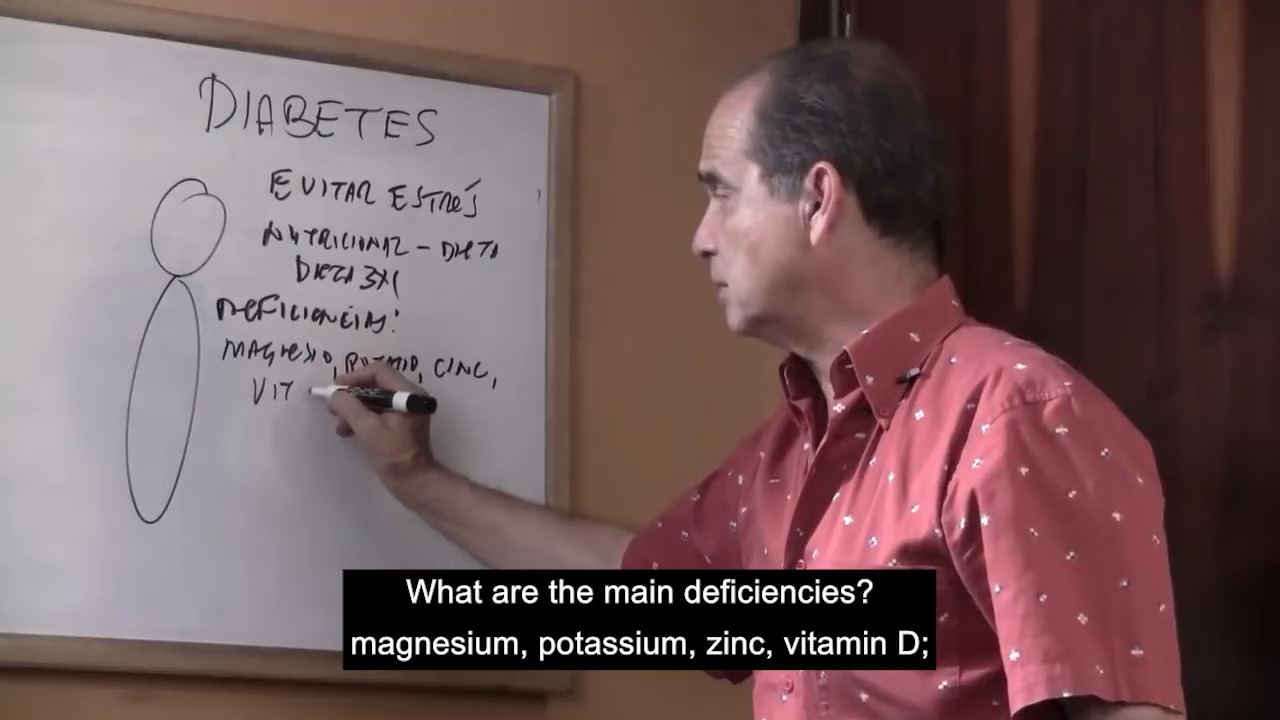 DIABETES
EVITAR ESTRÉS
NUTRICIONAL - DIETA
DIETA 3X1
DEFICIENCIAS:
MAGNESIO, POTASIO, CINC,
VIT
What are the main deficiencies?
magnesium, potassium, zinc, vitamin D;